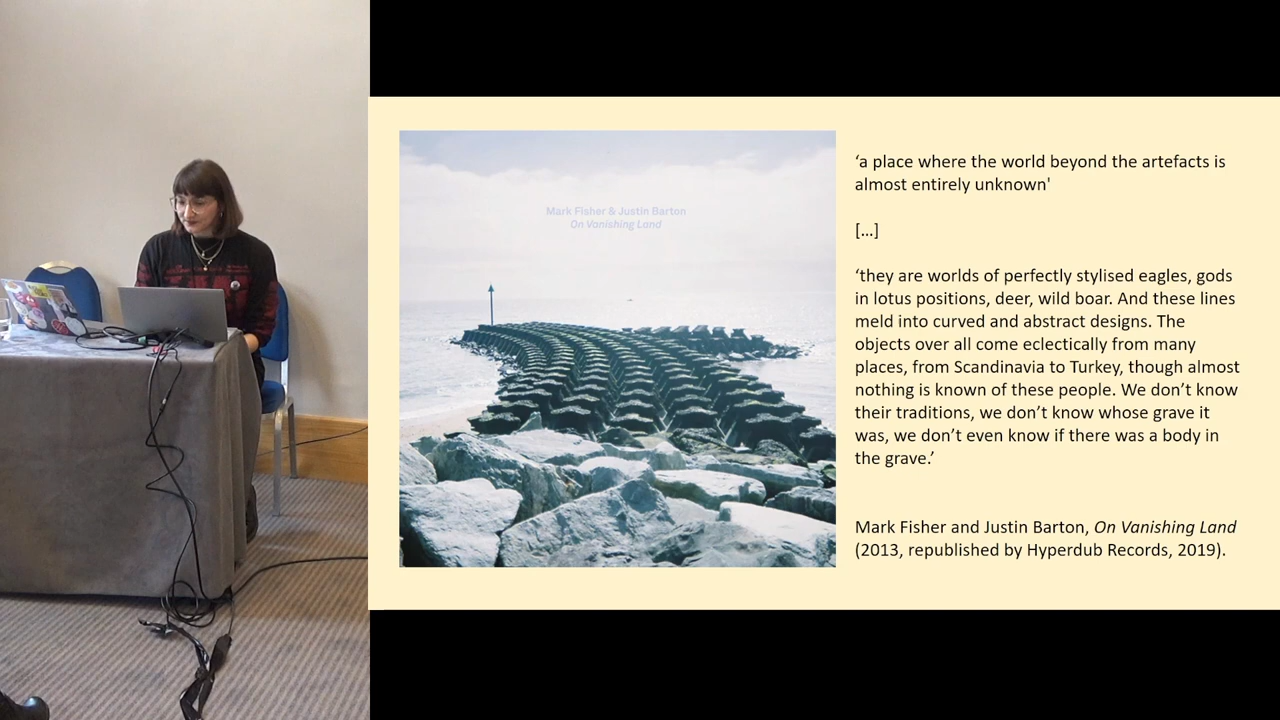 Mark Fisher & Justin Barton
On Vanishing Land
‘a place where the world beyond the artefacts is
almost entirely unknown'
[...]
‘they are worlds of perfectly stylised eagles, gods
in lotus positions, deer, wild boar. And these lines
meld into curved and abstract designs. The
objects over all come eclectically from many
places, from Scandinavia to Turkey, though almost
nothing is known of these people. We don’t know
their traditions, we don’t know whose grave it
was, we don’t even know if there was a body in
the grave.’
Mark Fisher and Justin Barton, On Vanishing Land
(2013, republished by Hyperdub Records, 2019).